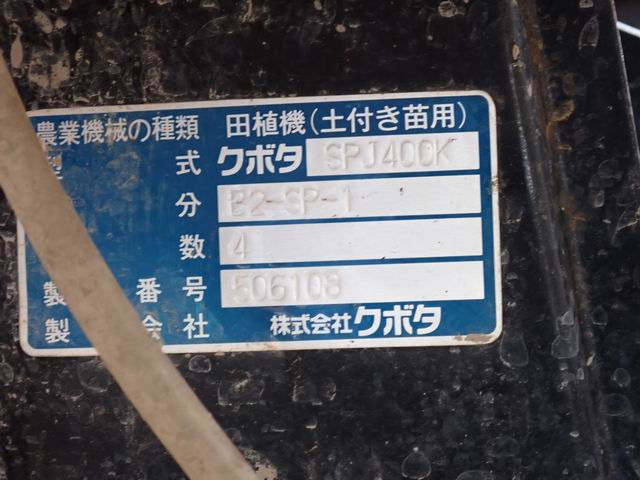 農業機械の種類 田植機(土付き苗用)
式 クボタ SPJ400K
分 B2-SP-1
数 4
製 番号 506108
製 会社 株式会社クボタ